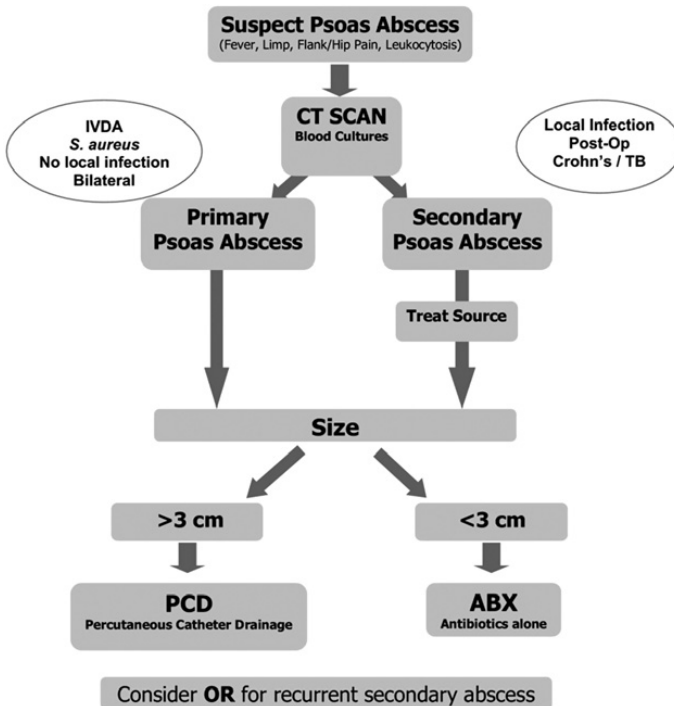 Suspect Psoas Abscess
(Fever, Limp, Flank/Hip Pain, Leukocytosis)
CT SCAN
Blood Cultures
IVDA
S. aureus
No local infection
Bilateral
Local Infection
Post-Op
Crohn's / TB
Primary
Psoas Abscess
Secondary
Psoas Abscess
Treat Source
Size
>3 cm
<3 cm
PCD
Percutaneous Catheter Drainage
ABX
Antibiotics alone
Consider OR for recurrent secondary abscess